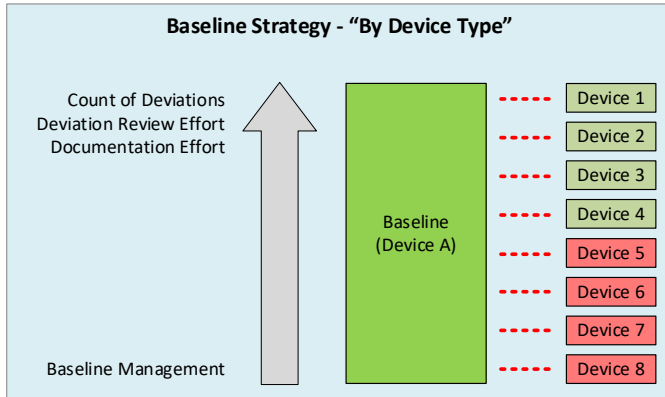 Baseline Strategy - “By Device Type”
Count of Deviations
Deviation Review Effort
Documentation Effort
Baseline Management
Baseline
(Device A)
Device 1
Device 2
Device 3
Device 4
Device 5
Device 6
Device 7
Device 8